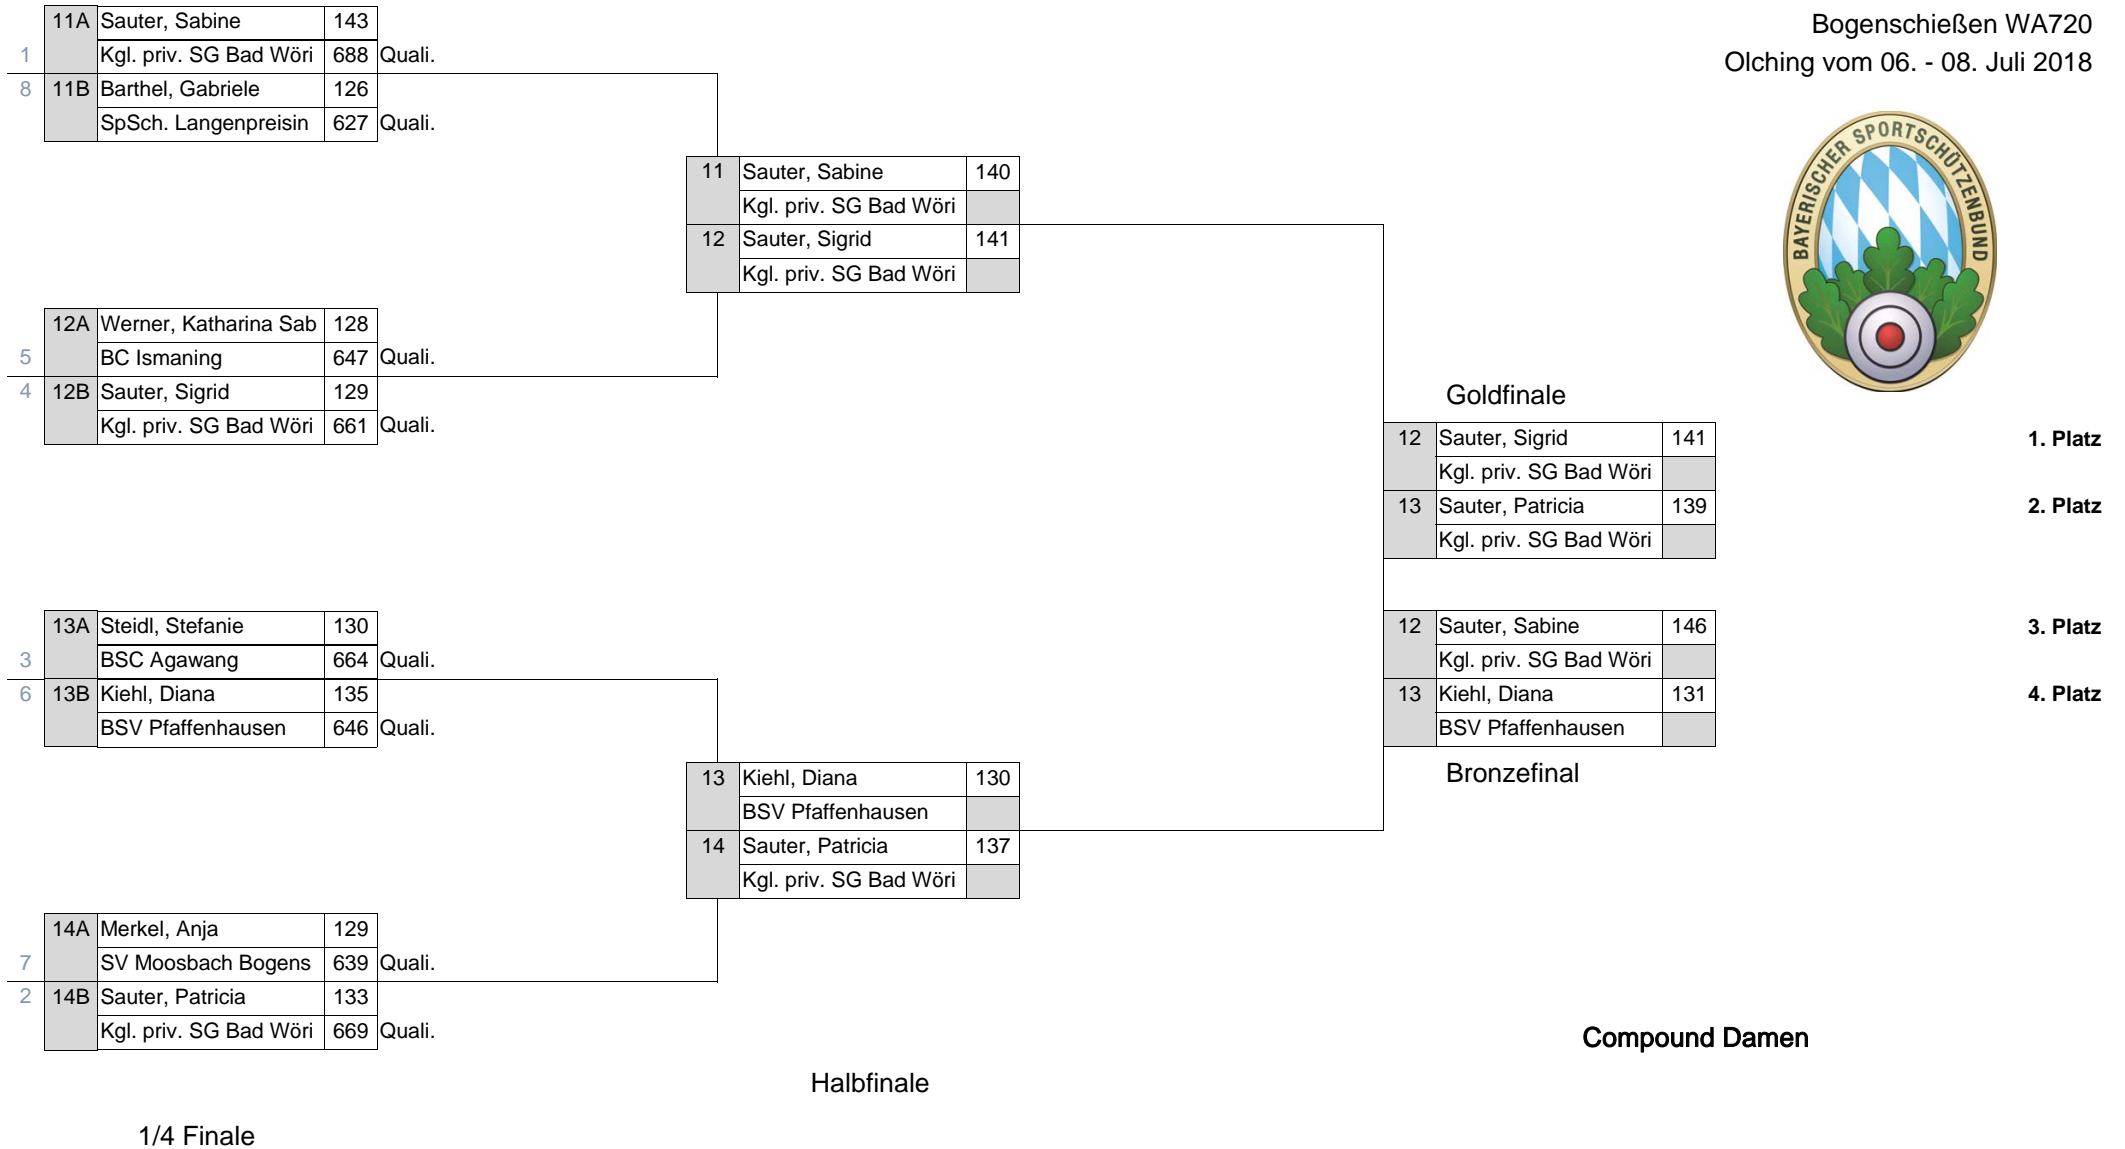 Bogenschießen WA720
Olching vom 06. - 08. Juli 2018
BAYERISCHER SPORTSCHÜTZENBUND
11A Sauter, Sabine 143
1 Kgl. priv. SG Bad Wöri 688 Quali.
8 11B Barthel, Gabriele 126
SpSch. Langenpreisin 627 Quali.
12A Werner, Katharina Sab 128
5 BC Ismaning 647 Quali.
4 12B Sauter, Sigrid 129
Kgl. priv. SG Bad Wöri 661 Quali.
13A Steidl, Stefanie 130
3 BSC Agawang 664 Quali.
6 13B Kiehl, Diana 135
BSV Pfaffenhausen 646 Quali.
14A Merkel, Anja 129
7 SV Moosbach Bogens 639 Quali.
2 14B Sauter, Patricia 133
Kgl. priv. SG Bad Wöri 669 Quali.
1/4 Finale
11 Sauter, Sabine 140
Kgl. priv. SG Bad Wöri
12 Sauter, Sigrid 141
Kgl. priv. SG Bad Wöri
13 Kiehl, Diana 130
BSV Pfaffenhausen
14 Sauter, Patricia 137
Kgl. priv. SG Bad Wöri
Halbfinale
Goldfinale
12 Sauter, Sigrid 141 1. Platz
Kgl. priv. SG Bad Wöri
13 Sauter, Patricia 139 2. Platz
Kgl. priv. SG Bad Wöri
12 Sauter, Sabine 146 3. Platz
Kgl. priv. SG Bad Wöri
13 Kiehl, Diana 131 4. Platz
BSV Pfaffenhausen
Bronzefinal
Compound Damen